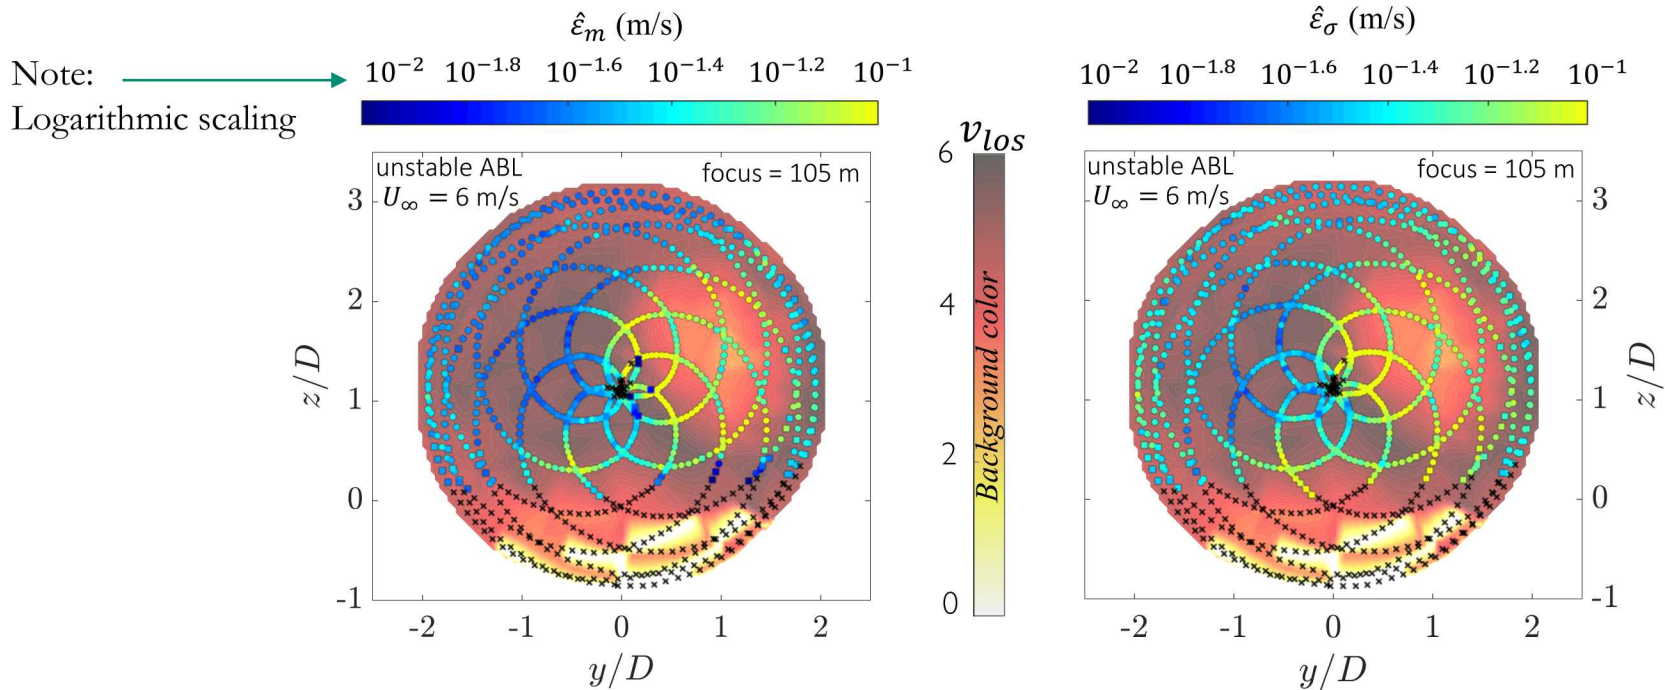 Note:
Logarithmic scaling
ε̂_m (m/s)
10^-2 10^-1.8 10^-1.6 10^-1.4 10^-1.2 10^-1
ε̂_σ (m/s)
10^-2 10^-1.8 10^-1.6 10^-1.4 10^-1.2 10^-1
unstable ABL
U_∞ = 6 m/s
focus = 105 m
z/D
3
2
1
0
-1
-2 -1 0 1 2
y/D
v_los
6
4
2
0
Background color
unstable ABL
U_∞ = 6 m/s
focus = 105 m
3
2
1
0
-1
z/D
-2 -1 0 1 2
y/D